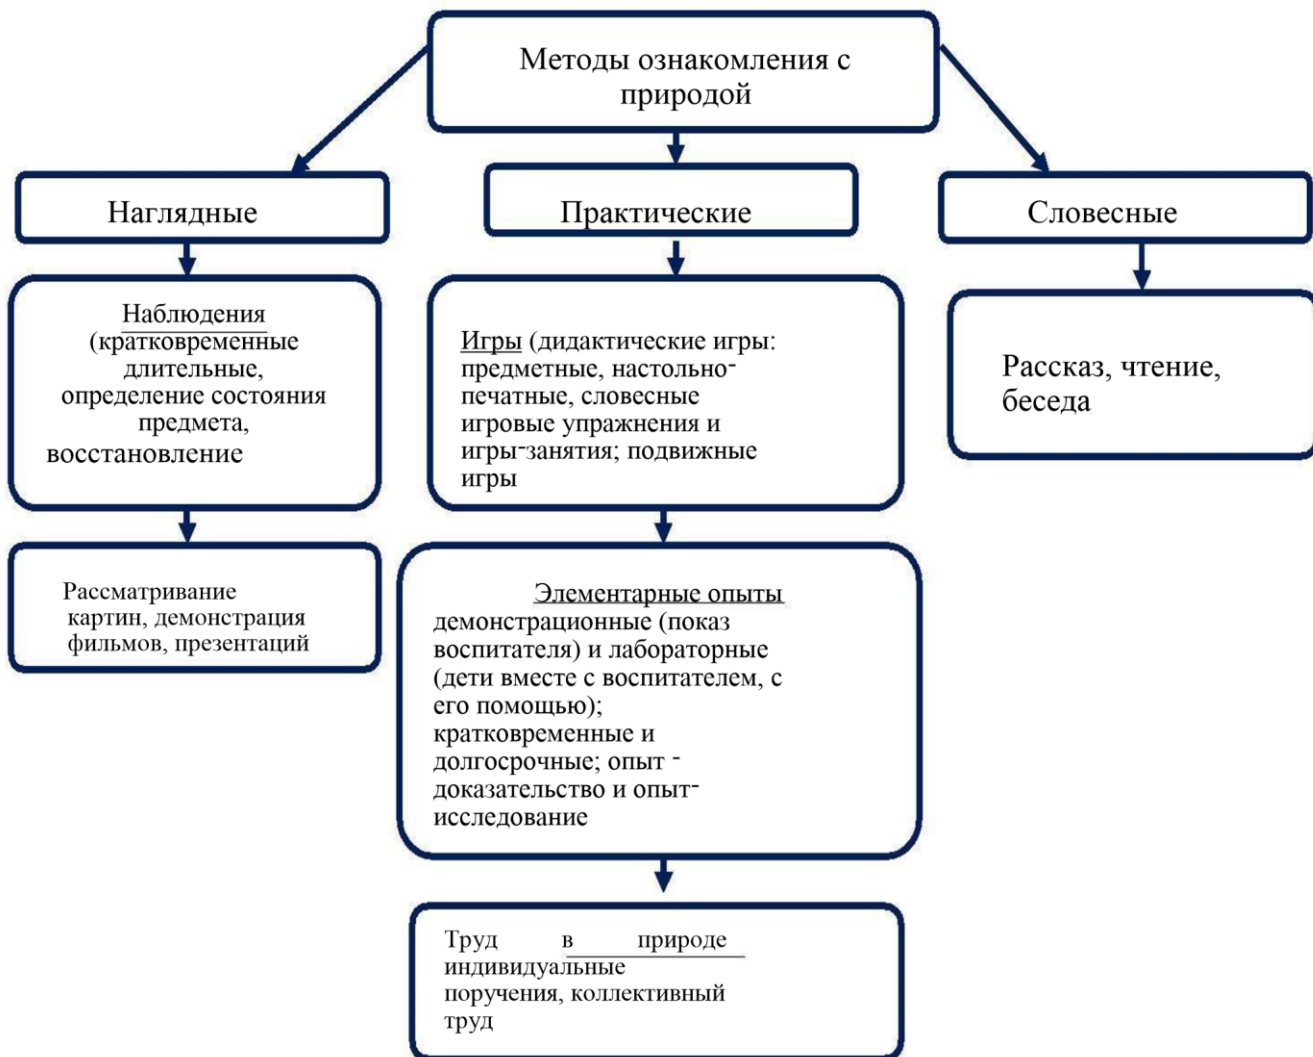 Методы ознакомления с
природой
Наглядные
Практические
Словесные
Наблюдения
(кратковременные
длительные,
определение состояния
предмета,
восстановление
Игры (дидактические игры:
предметные, настольно-
печатные, словесные
игровые упражнения и
игры-занятия; подвижные
игры
Рассказ, чтение,
беседа
Рассматривание
картин, демонстрация
фильмов, презентаций
Элементарные опыты
демонстрационные (показ
воспитателя) и лабораторные
(дети вместе с воспитателем, с
его помощью);
кратковременные и
долгосрочные; опыт -
доказательство и опыт-
исследование
Труд в природе
индивидуальные
поручения, коллективный
труд